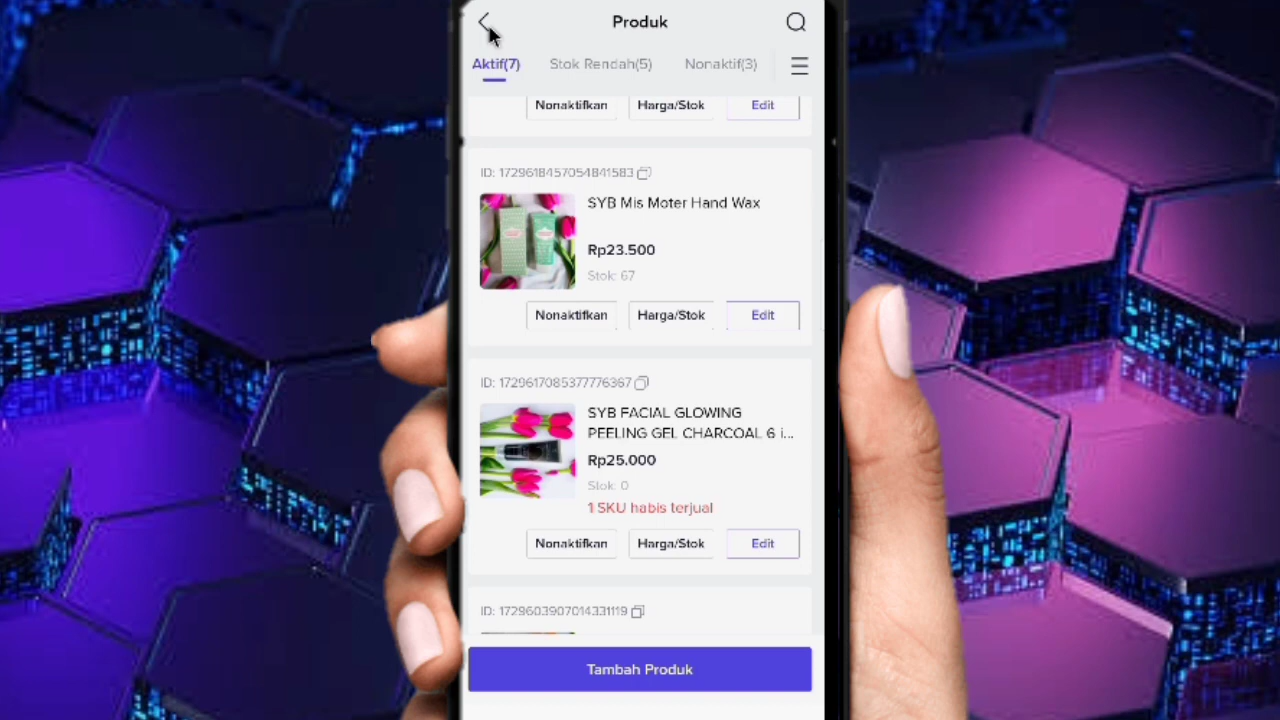 Produk
Aktif(7) Stok Rendah(5) Nonaktif(3)
Nonaktifkan Harga/Stok Edit
ID: 1729618457054841583
SYB Mis Moter Hand Wax
Rp23.500
Stok: 67
Nonaktifkan Harga/Stok Edit
ID: 1729617085377776367
SYB FACIAL GLOWING
PEELING GEL CHARCOAL 6 i...
Rp25.000
Stok: 0
1 SKU habis terjual
Nonaktifkan Harga/Stok Edit
ID: 1729603907014331119
Tambah Produk